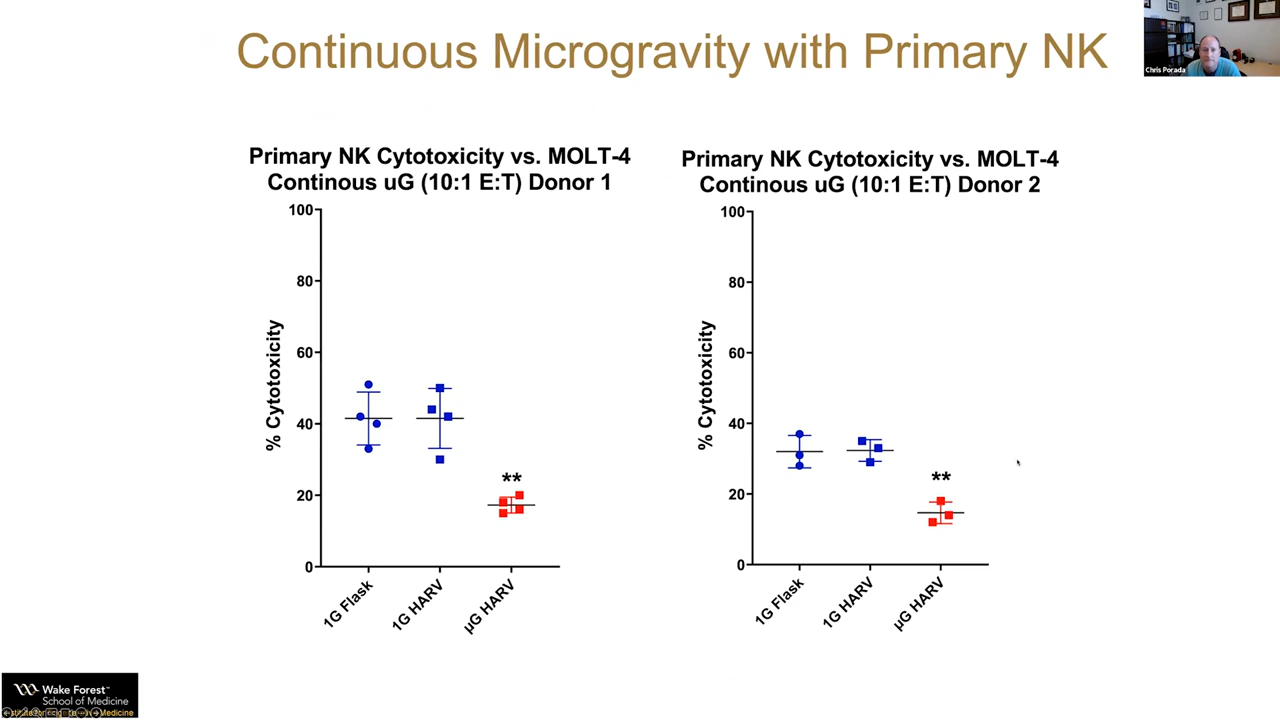 Continuous Microgravity with Primary NK
Chris Porada
Primary NK Cytotoxicity vs. MOLT-4
Continous uG (10:1 E:T) Donor 1
100
80
60
40
20
0
% Cytotoxicity
**
1G Flask
1G HARV
µG HARV
Primary NK Cytotoxicity vs. MOLT-4
Continous uG (10:1 E:T) Donor 2
100
80
60
40
20
0
% Cytotoxicity
**
1G Flask
1G HARV
µG HARV
Wake Forest™
School of Medicine
Medicine